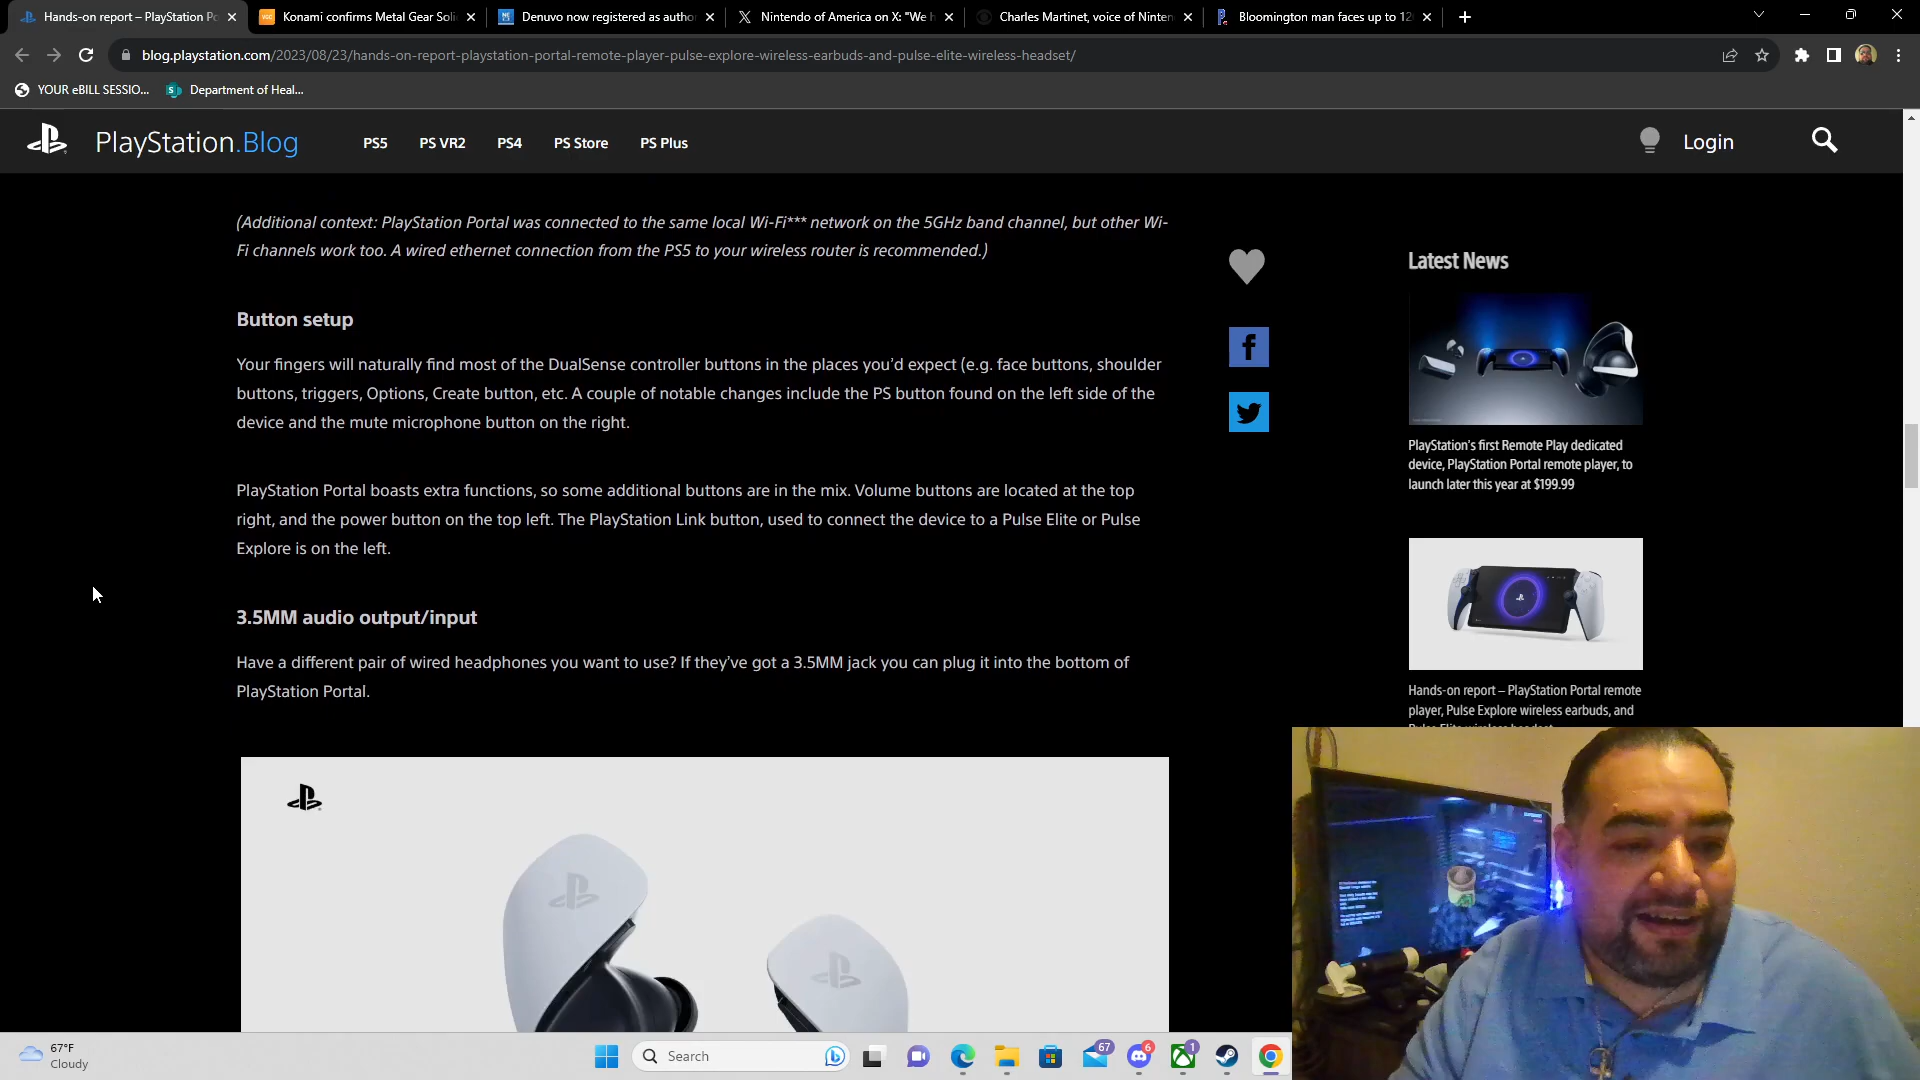 Hands-on report – PlayStation Po
Konami confirms Metal Gear Soli
Denuvo now registered as autho
Nintendo of America on X: "We h
Charles Martinet, voice of Ninten
Bloomington man faces up to 12
blog.playstation.com/2023/08/23/hands-on-report-playstation-portal-remote-player-pulse-explore-wireless-earbuds-and-pulse-elite-wireless-headset/
YOUR eBILL SESSIO...
Department of Heal...
PlayStation.Blog
PS5
PS VR2
PS4
PS Store
PS Plus
Login
(Additional context: PlayStation Portal was connected to the same local Wi-Fi*** network on the 5GHz band channel, but other Wi-
Fi channels work too. A wired ethernet connection from the PS5 to your wireless router is recommended.)
Button setup
Your fingers will naturally find most of the DualSense controller buttons in the places you'd expect (e.g. face buttons, shoulder
buttons, triggers, Options, Create button, etc. A couple of notable changes include the PS button found on the left side of the
device and the mute microphone button on the right.
PlayStation Portal boasts extra functions, so some additional buttons are in the mix. Volume buttons are located at the top
right, and the power button on the top left. The PlayStation Link button, used to connect the device to a Pulse Elite or Pulse
Explore is on the left.
3.5MM audio output/input
Have a different pair of wired headphones you want to use? If they've got a 3.5MM jack you can plug it into the bottom of
PlayStation Portal.
Latest News
PlayStation's first Remote Play dedicated
device, PlayStation Portal remote player, to
launch later this year at $199.99
Hands-on report – PlayStation Portal remote
player, Pulse Explore wireless earbuds, and
Pulse Elite wireless headset
67°F
Cloudy
Search
67
6
1